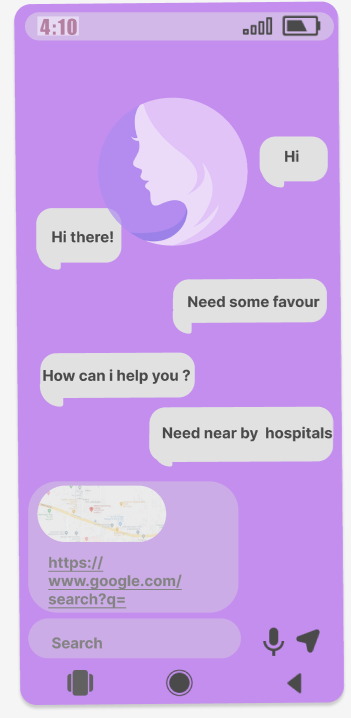 4:10
Hi
Hi there!
Need some favour
How can i help you ?
Need near by hospitals
https://
www.google.com/
search?q=
Search